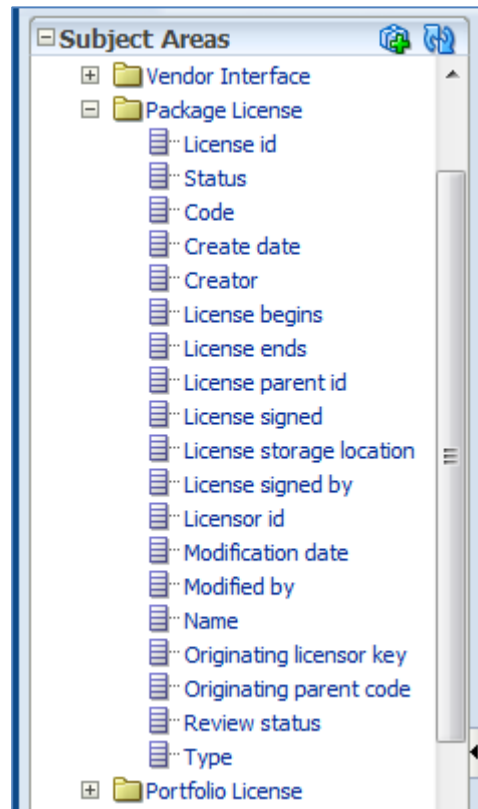 Subject Areas
Vendor Interface
Package License
License id
Status
Code
Create date
Creator
License begins
License ends
License parent id
License signed
License storage location
License signed by
Licensor id
Modification date
Modified by
Name
Originating licensor key
Originating parent code
Review status
Type
Portfolio License